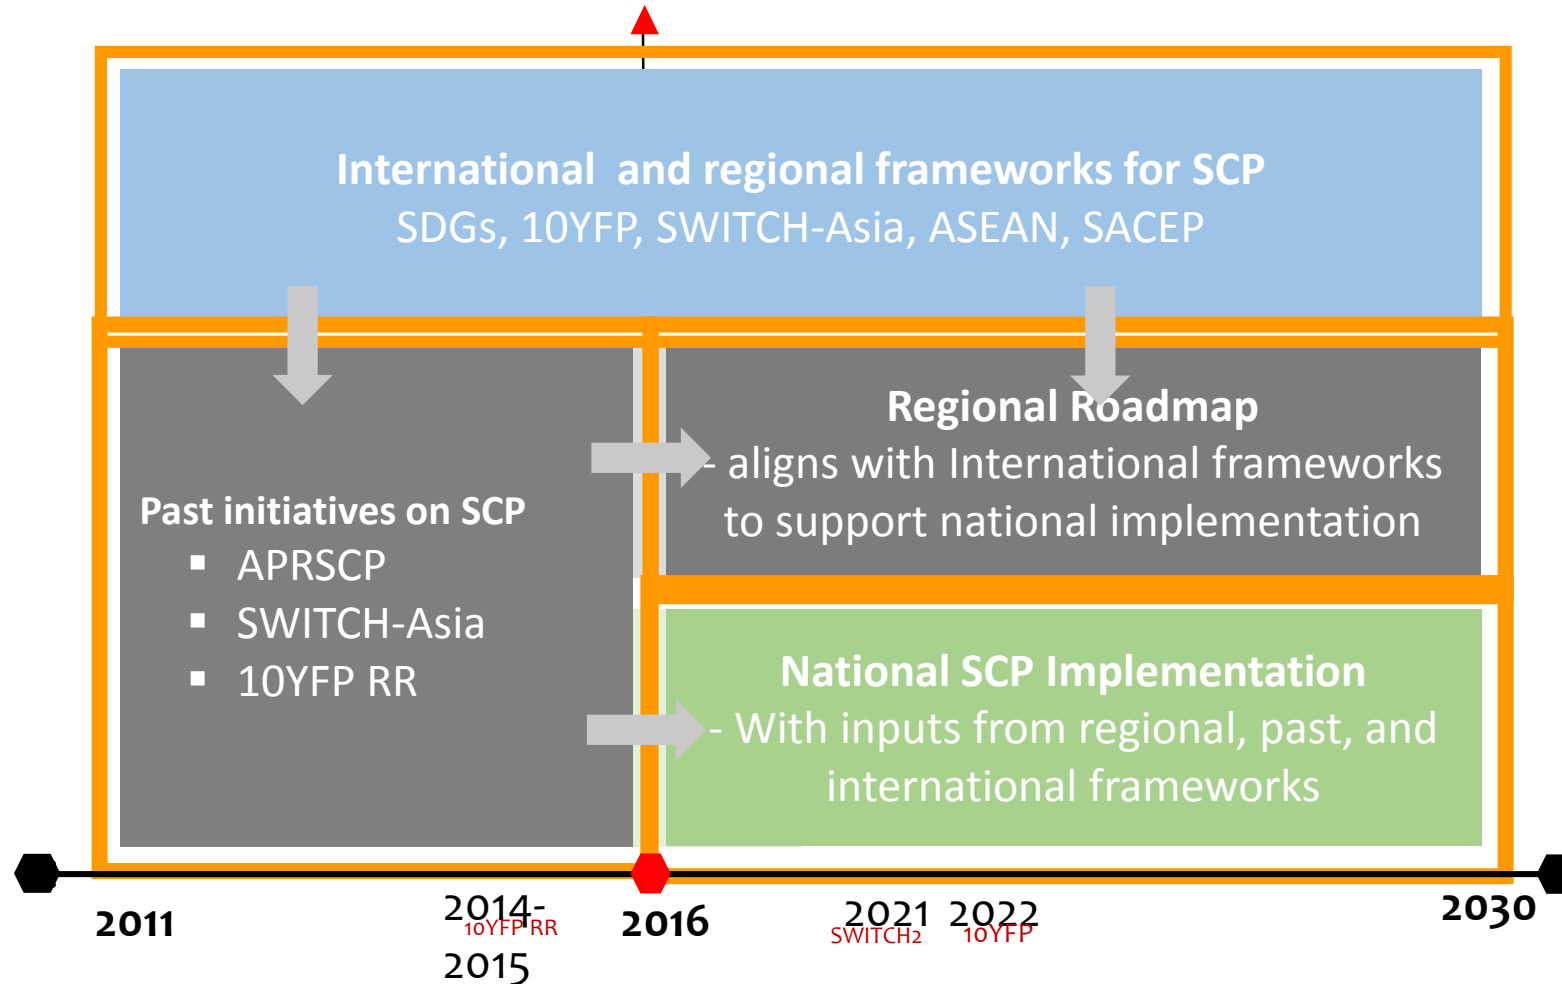 International and regional frameworks for SCP
SDGs, 10YFP, SWITCH-Asia, ASEAN, SACEP
Past initiatives on SCP
▪ APRSCP
▪ SWITCH-Asia
▪ 10YFP RR
Regional Roadmap
- aligns with International frameworks
to support national implementation
National SCP Implementation
- With inputs from regional, past, and
international frameworks
2011
2014-
2015
10YFP RR
2016
2021
SWITCH2
2022
10YFP
2030